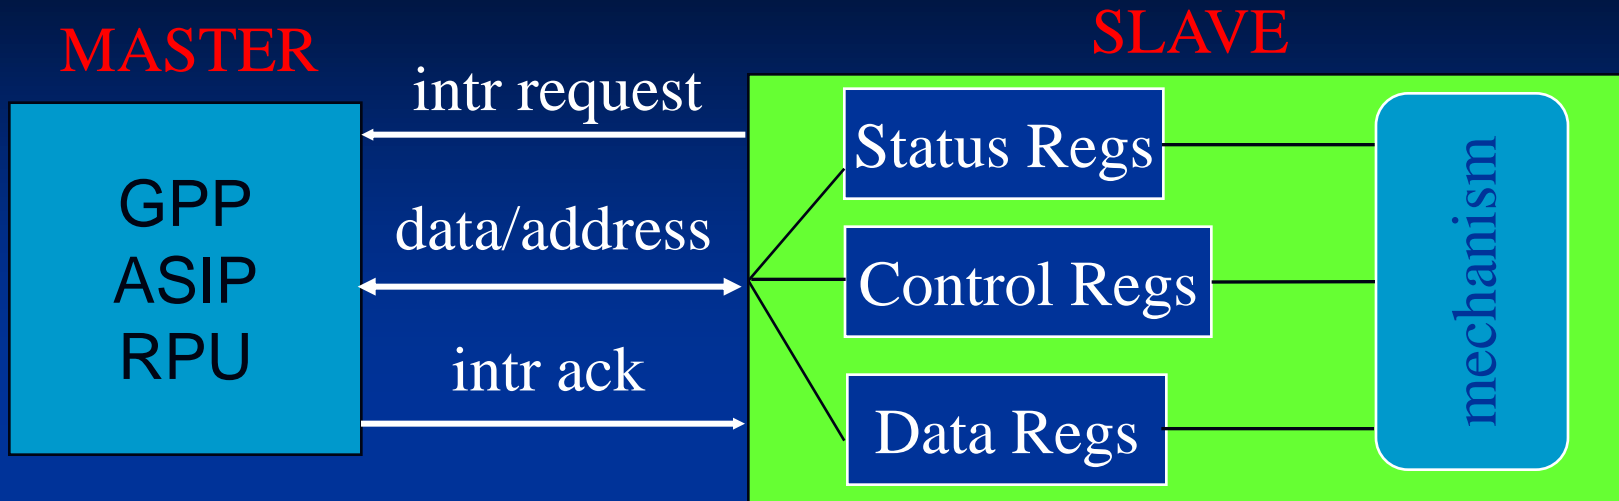 MASTER
SLAVE
intr request
data/address
intr ack
GPP
ASIP
RPU
Status Regs
Control Regs
Data Regs
mechanism